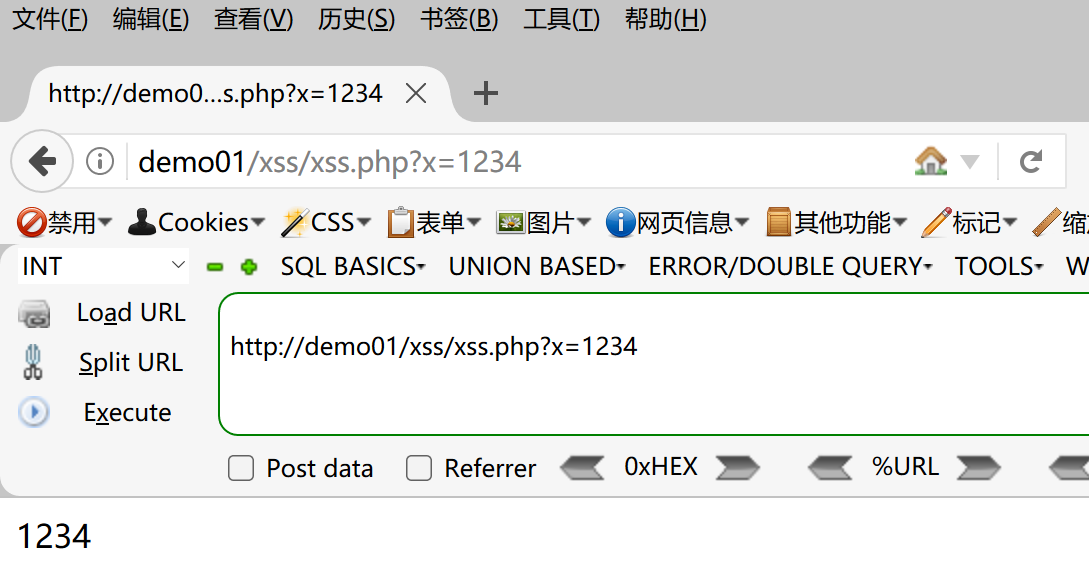 文件(F) 编辑(E) 查看(V) 历史(S) 书签(B) 工具(T) 帮助(H)
http://demo0...s.php?x=1234
demo01/xss/xss.php?x=1234
禁用 Cookies CSS 表单 图片 网页信息 其他功能 标记 缩
INT SQL BASICS UNION BASED ERROR/DOUBLE QUERY TOOLS W
Load URL
http://demo01/xss/xss.php?x=1234
Split URL
Execute
Post data Referrer 0xHEX %URL
1234